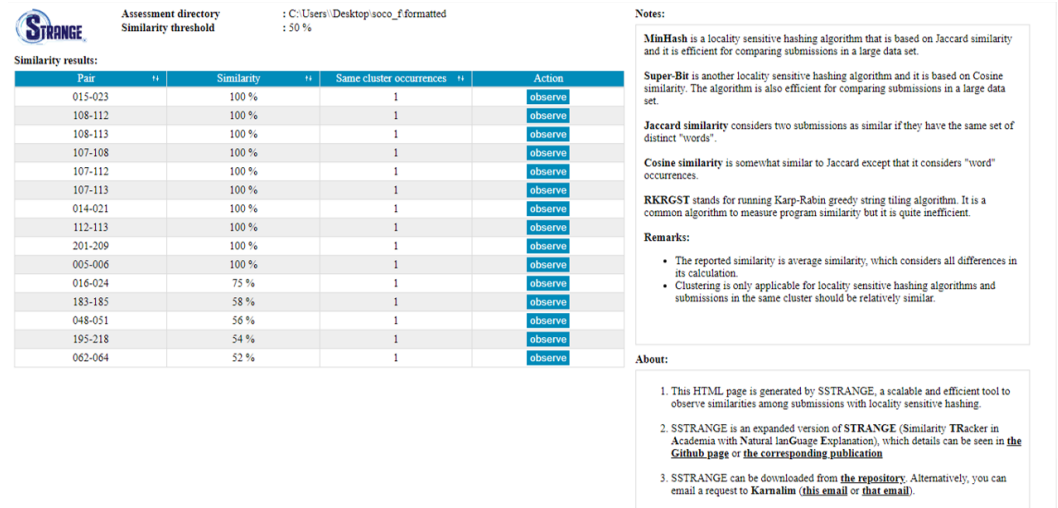 STRANGE
Assessment directory : C:\Users\\Desktop\soco_f\formatted
Similarity threshold : 50 %
Similarity results:
Pair Similarity Same cluster occurrences Action
015-023 100 % 1 observe
108-112 100 % 1 observe
108-113 100 % 1 observe
107-108 100 % 1 observe
107-112 100 % 1 observe
107-113 100 % 1 observe
014-021 100 % 1 observe
112-113 100 % 1 observe
201-209 100 % 1 observe
005-006 100 % 1 observe
016-024 75 % 1 observe
183-185 58 % 1 observe
048-051 56 % 1 observe
195-218 54 % 1 observe
062-064 52 % 1 observe
Notes:
MinHash is a locality sensitive hashing algorithm that is based on Jaccard similarity
and it is efficient for comparing submissions in a large data set.
Super-Bit is another locality sensitive hashing algorithm and it is based on Cosine
similarity. The algorithm is also efficient for comparing submissions in a large data
set.
Jaccard similarity considers two submissions as similar if they have the same set of
distinct "words".
Cosine similarity is somewhat similar to Jaccard except that it considers "word"
occurrences.
RKRGST stands for running Karp-Rabin greedy string tiling algorithm. It is a
common algorithm to measure program similarity but it is quite inefficient.
Remarks:
• The reported similarity is average similarity, which considers all differences in
its calculation.
• Clustering is only applicable for locality sensitive hashing algorithms and
submissions in the same cluster should be relatively similar.
About:
1. This HTML page is generated by SSTRANGE, a scalable and efficient tool to
observe similarities among submissions with locality sensitive hashing.
2. SSTRANGE is an expanded version of STRANGE (Similarity TRacker in
Academia with Natural lanGuage Explanation), which details can be seen in the
Github page or the corresponding publication
3. SSTRANGE can be downloaded from the repository. Alternatively, you can
email a request to Karnalim (this email or that email).